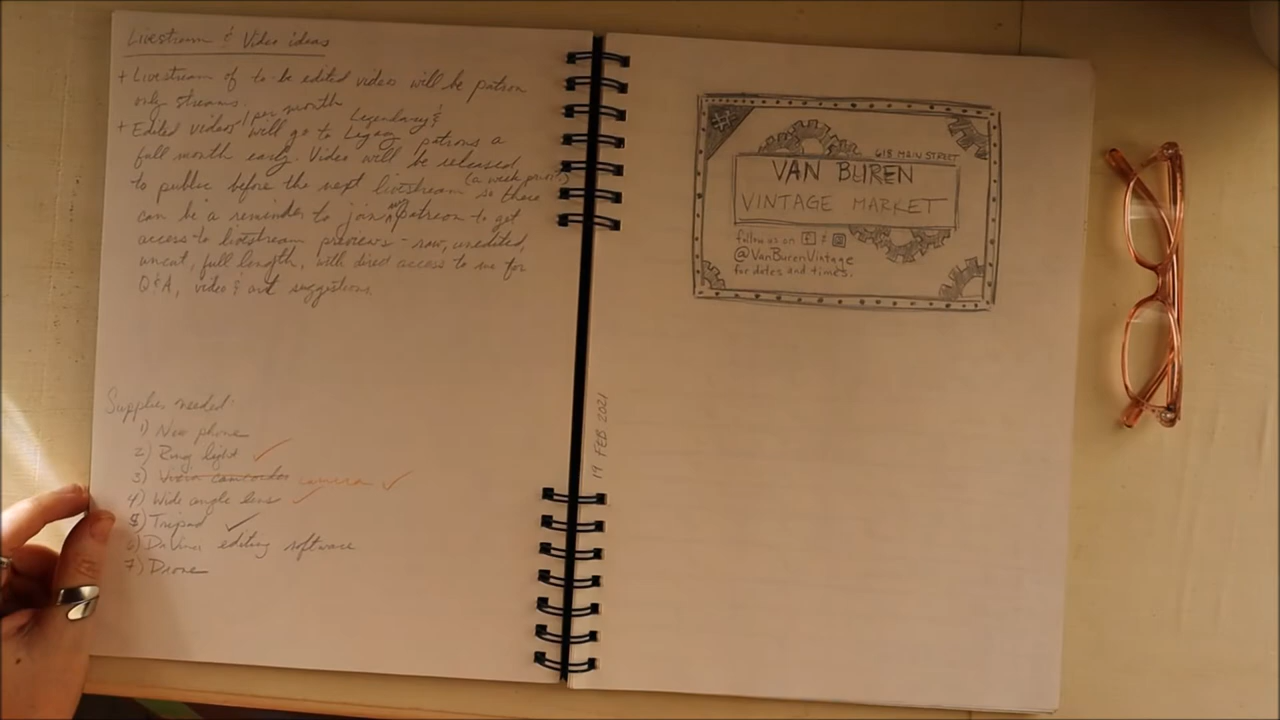 Livestream & Video ideas
+ Livestream of to-be edited video will be patron
only streams.
1 per month
Legendary &
+ Edited videos will go to Legacy patrons a
full month early. Video will be released
to public before the next livestream (a week prior) so there
can be a reminder to join my Patreon to get
access to livestream previews - raw, unedited,
uncut, full length, with direct access to me for
Q&A, video & art suggestions.
Supplies needed:
1) New phone
2) Ring light ✓
3) camera ✓
4) Wide angle lens ✓
5) Tripod ✓
6) DaVinci editing software
7) Drone
#
618 MAIN STREET
VAN BUREN
VINTAGE MARKET
follow us on f &
@VanBurenVintage
for dates and times.
19 FEB 2021